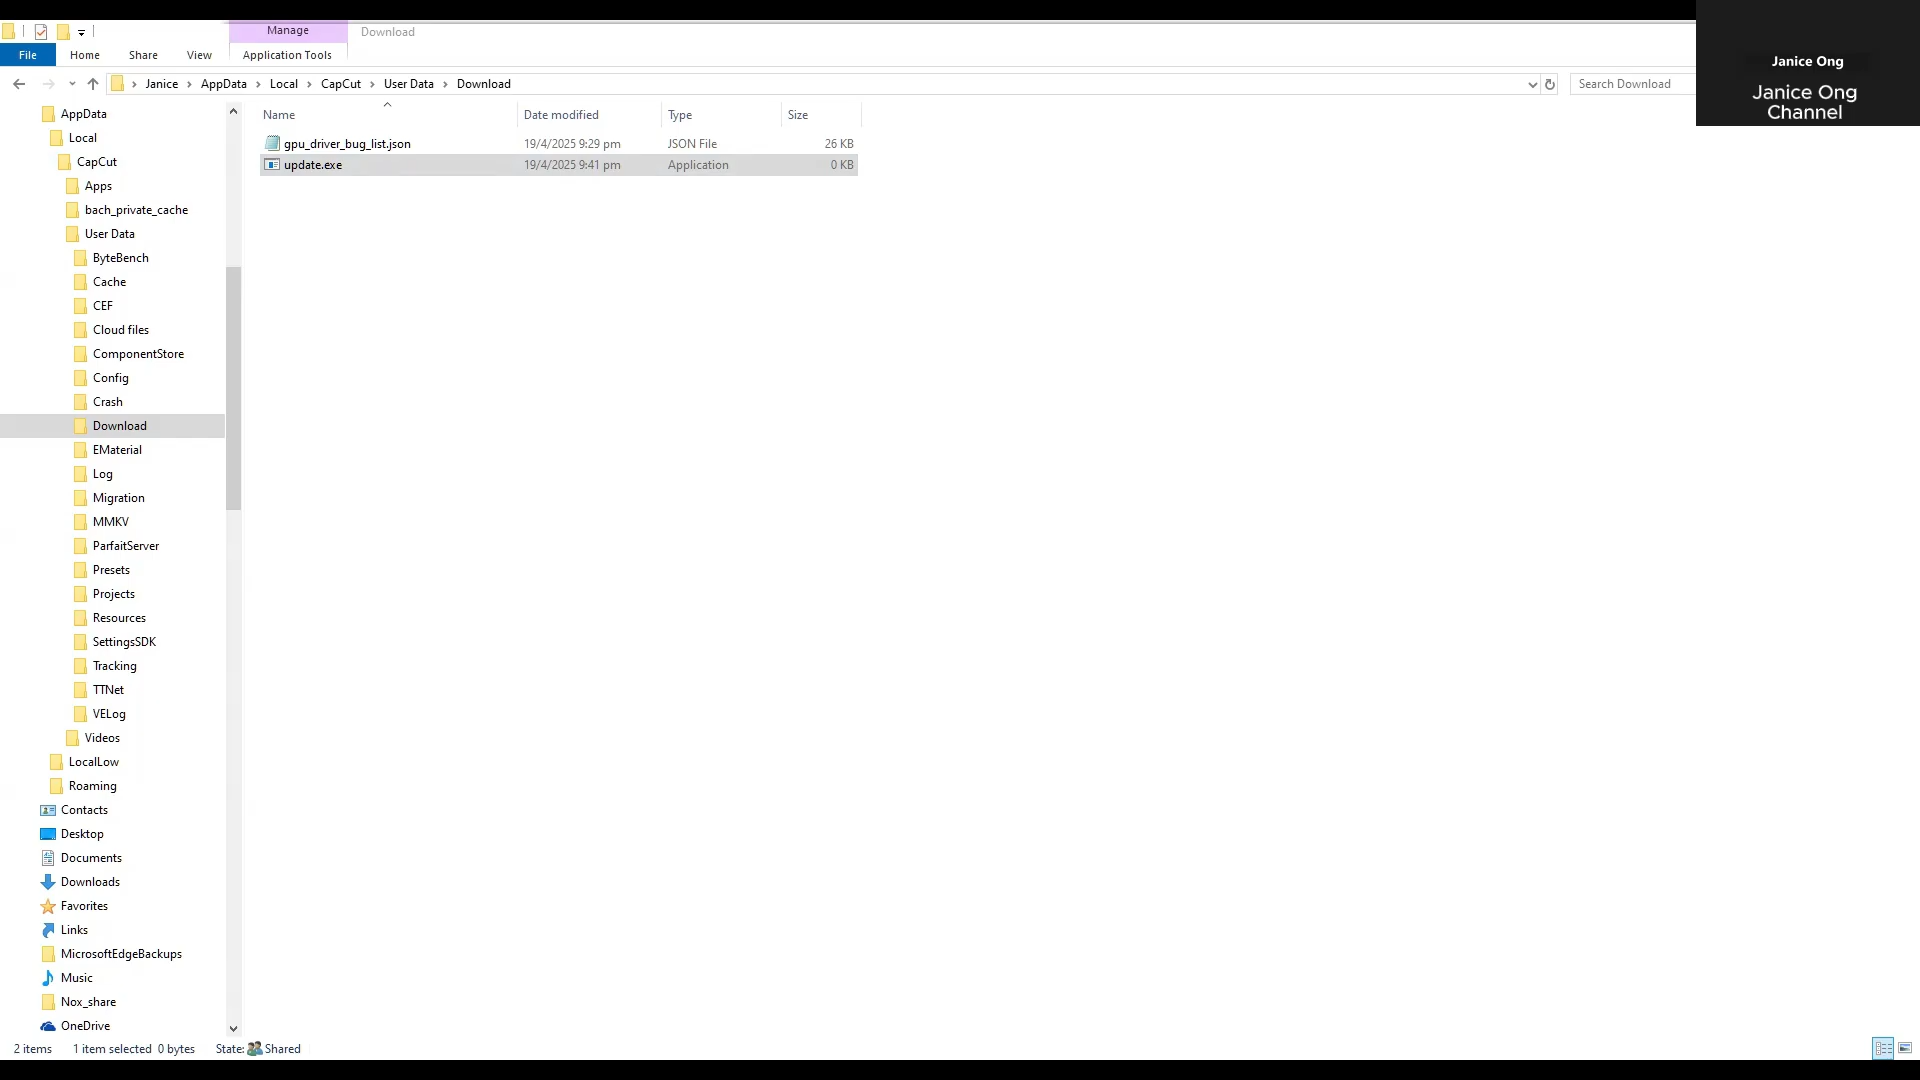 Manage
Download
File
Home
Share
View
Application Tools
Janice
AppData
Local
CapCut
User Data
Download
Search Download
Janice Ong
Janice Ong
Channel
Name
Date modified
Type
Size
gpu_driver_bug_list.json
19/4/2025 9:29 pm
JSON File
26 KB
update.exe
19/4/2025 9:41 pm
Application
0 KB
AppData
Local
CapCut
Apps
bach_private_cache
User Data
ByteBench
Cache
CEF
Cloud files
ComponentStore
Config
Crash
Download
EMaterial
Log
Migration
MMKV
ParfaitServer
Presets
Projects
Resources
SettingsSDK
Tracking
TTNet
VELog
Videos
LocalLow
Roaming
Contacts
Desktop
Documents
Downloads
Favorites
Links
MicrosoftEdgeBackups
Music
Nox_share
OneDrive
2 items
1 item selected 0 bytes
State: Shared